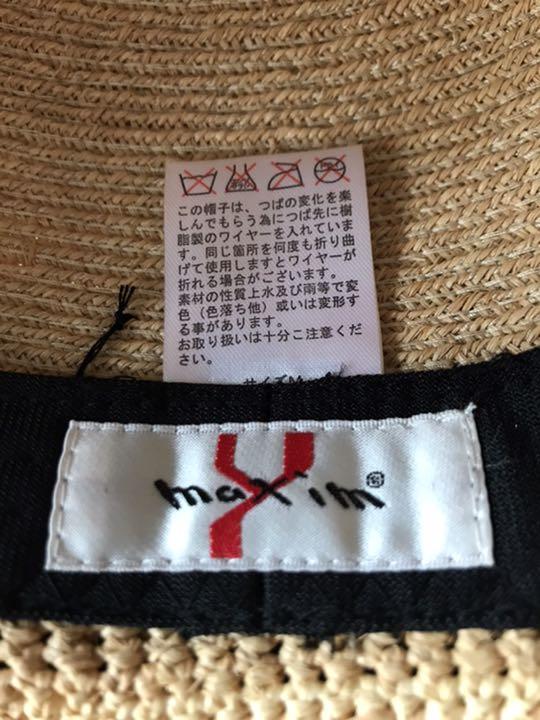 この帽子は、つばの変化を楽
しんでもらう為につば先に樹
脂製のワイヤーを入れていま
す。同じ箇所を何度も折り曲
げて使用しますとワイヤーが
折れる場合がございます。
素材の性質上水及び雨等で変
色（色落ち他）或いは変形す
る事があります。
お取り扱いは十分ご注意くだ
さい。
max'im®